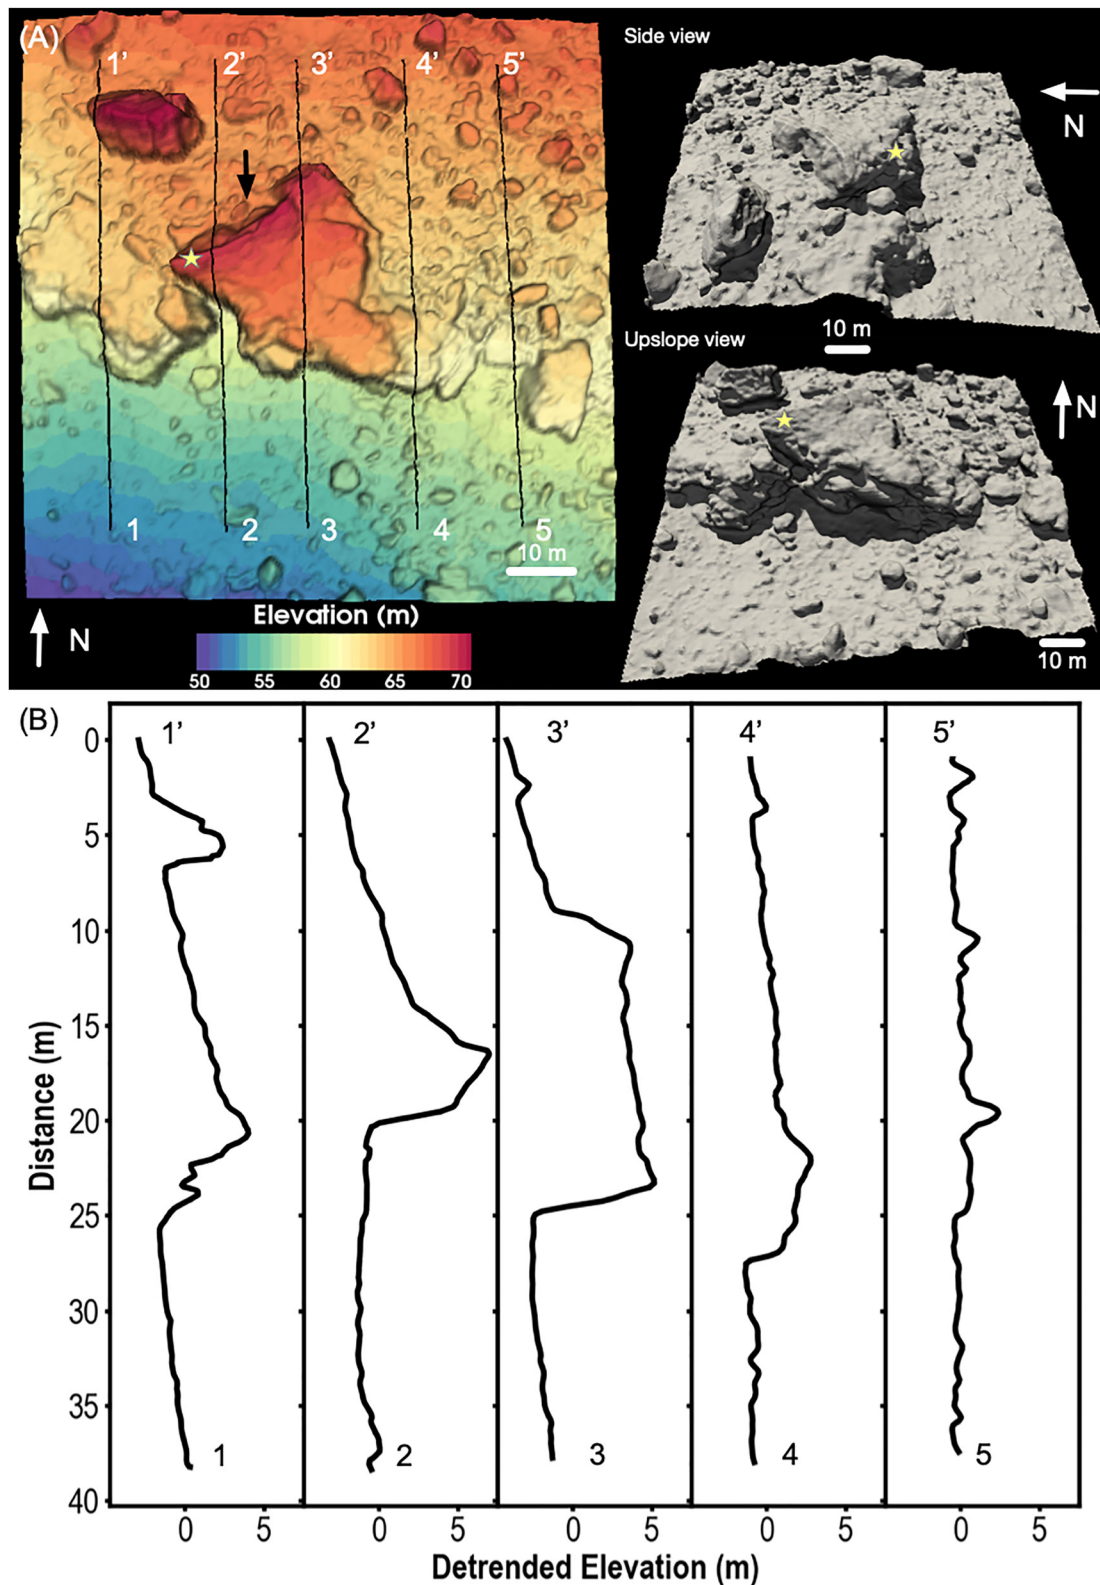 (A)
1' 2' 3' 4' 5'
1 2 3 4 5
10 m
N
Elevation (m)
50 55 60 65 70
Side view
N
10 m
Upslope view
N
10 m
(B)
1' 2' 3' 4' 5'
0
5
10
15
20
25
30
35
40
Distance (m)
1 2 3 4 5
0 5 0 5 0 5 0 5 0 5
Detrended Elevation (m)